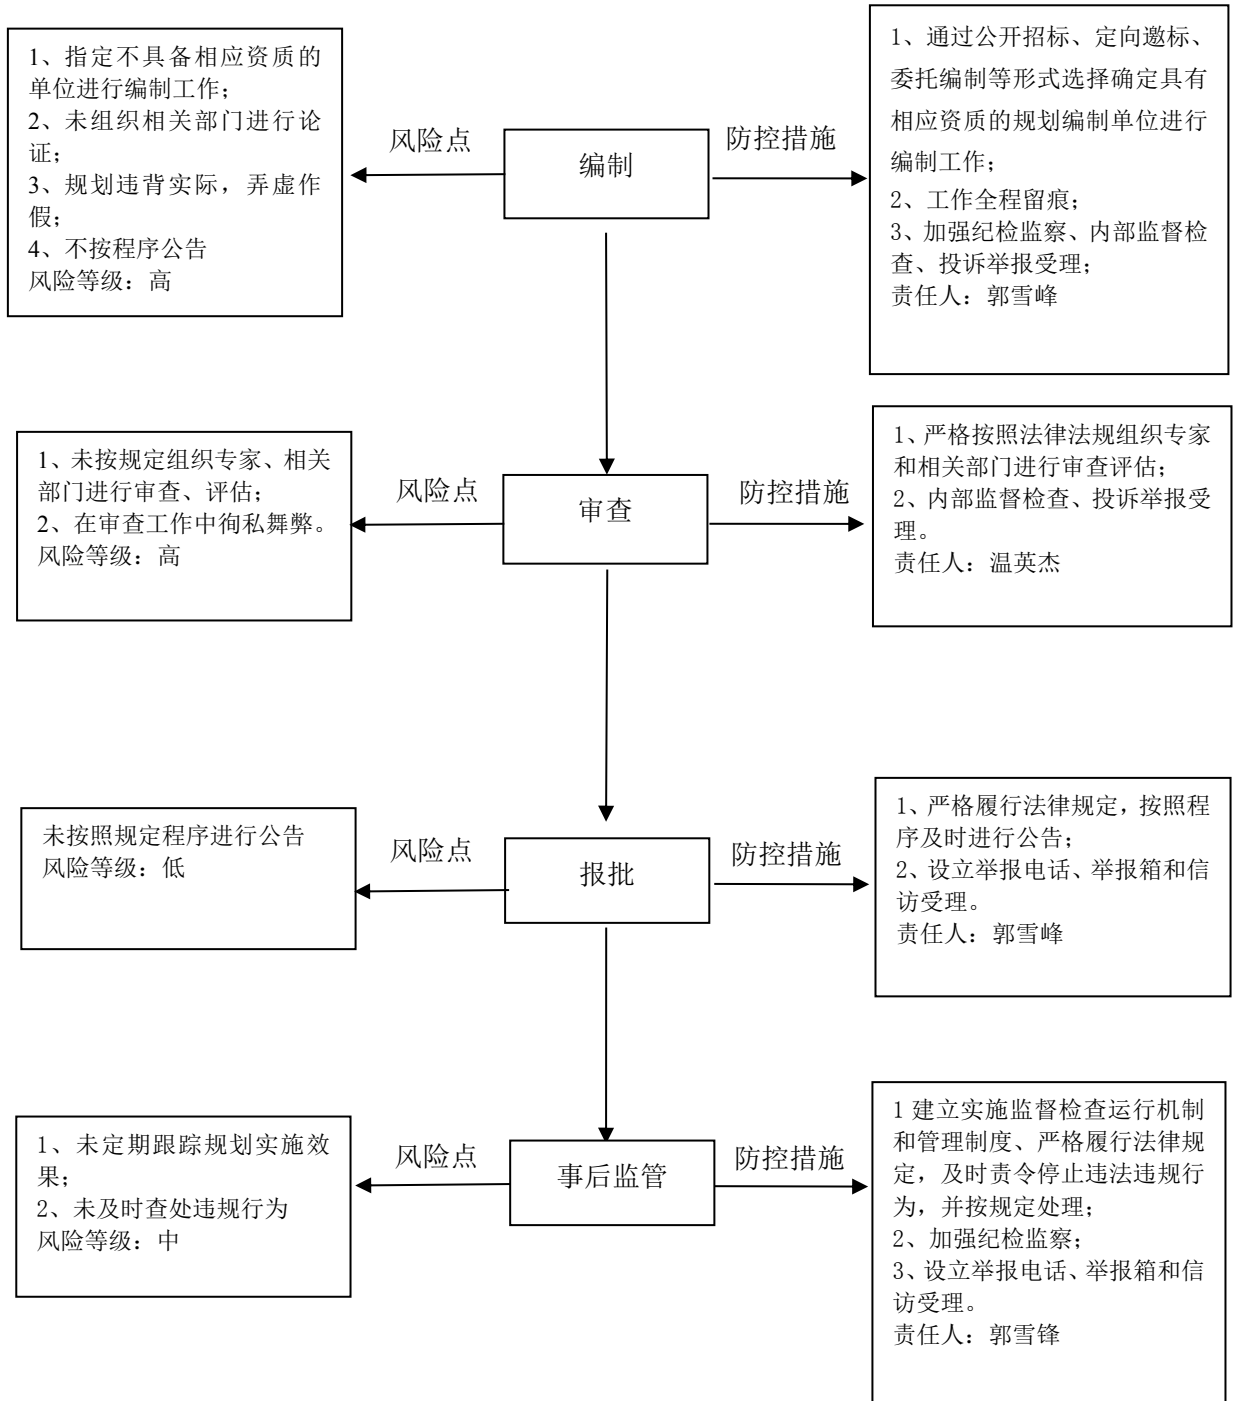 1、指定不具备相应资质的
单位进行编制工作；
2、未组织相关部门进行论
证；
3、规划违背实际，弄虚作
假；
4、不按程序公告
风险等级：高
风险点
编制
防控措施
1、通过公开招标、定向邀标、
委托编制等形式选择确定具有
相应资质的规划编制单位进行
编制工作；
2、工作全程留痕；
3、加强纪检监察、内部监督检
查、投诉举报受理；
责任人：郭雪峰
1、未按规定组织专家、相关
部门进行审查、评估；
2、在审查工作中徇私舞弊。
风险等级：高
风险点
审查
防控措施
1、严格按照法律法规组织专家
和相关部门进行审查评估；
2、内部监督检查、投诉举报受
理。
责任人：温英杰
未按照规定程序进行公告
风险等级：低
风险点
报批
防控措施
1、严格履行法律规定，按照程
序及时进行公告；
2、设立举报电话、举报箱和信
访受理。
责任人：郭雪峰
1、未定期跟踪规划实施效
果；
2、未及时查处违规行为
风险等级：中
风险点
事后监管
防控措施
1 建立实施监督检查运行机制
和管理制度、严格履行法律规
定，及时责令停止违法违规行
为，并按规定处理；
2、加强纪检监察；
3、设立举报电话、举报箱和信
访受理。
责任人：郭雪锋